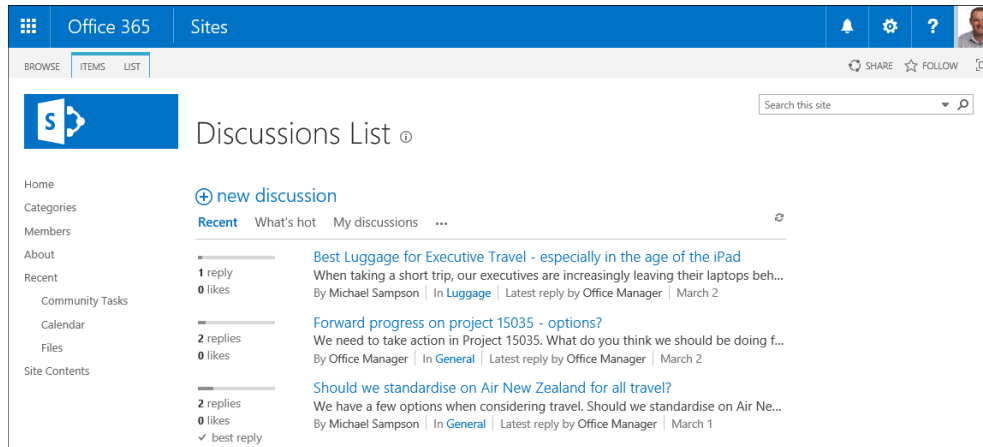 Office 365 Sites ?
BROWSE ITEMS LIST SHARE FOLLOW
S
Search this site
Discussions List
Home
Categories
Members
About
Recent
Community Tasks
Calendar
Files
Site Contents
new discussion
Recent What's hot My discussions ...
Best Luggage for Executive Travel - especially in the age of the iPad
1 reply
When taking a short trip, our executives are increasingly leaving their laptops beh...
0 likes
By Michael Sampson In Luggage Latest reply by Office Manager March 2
Forward progress on project 15035 - options?
2 replies
We need to take action in Project 15035. What do you think we should be doing f...
0 likes
By Office Manager In General Latest reply by Office Manager March 2
Should we standardise on Air New Zealand for all travel?
2 replies
We have a few options when considering travel. Should we standardise on Air Ne...
0 likes
By Michael Sampson In General Latest reply by Office Manager March 1
✓ best reply